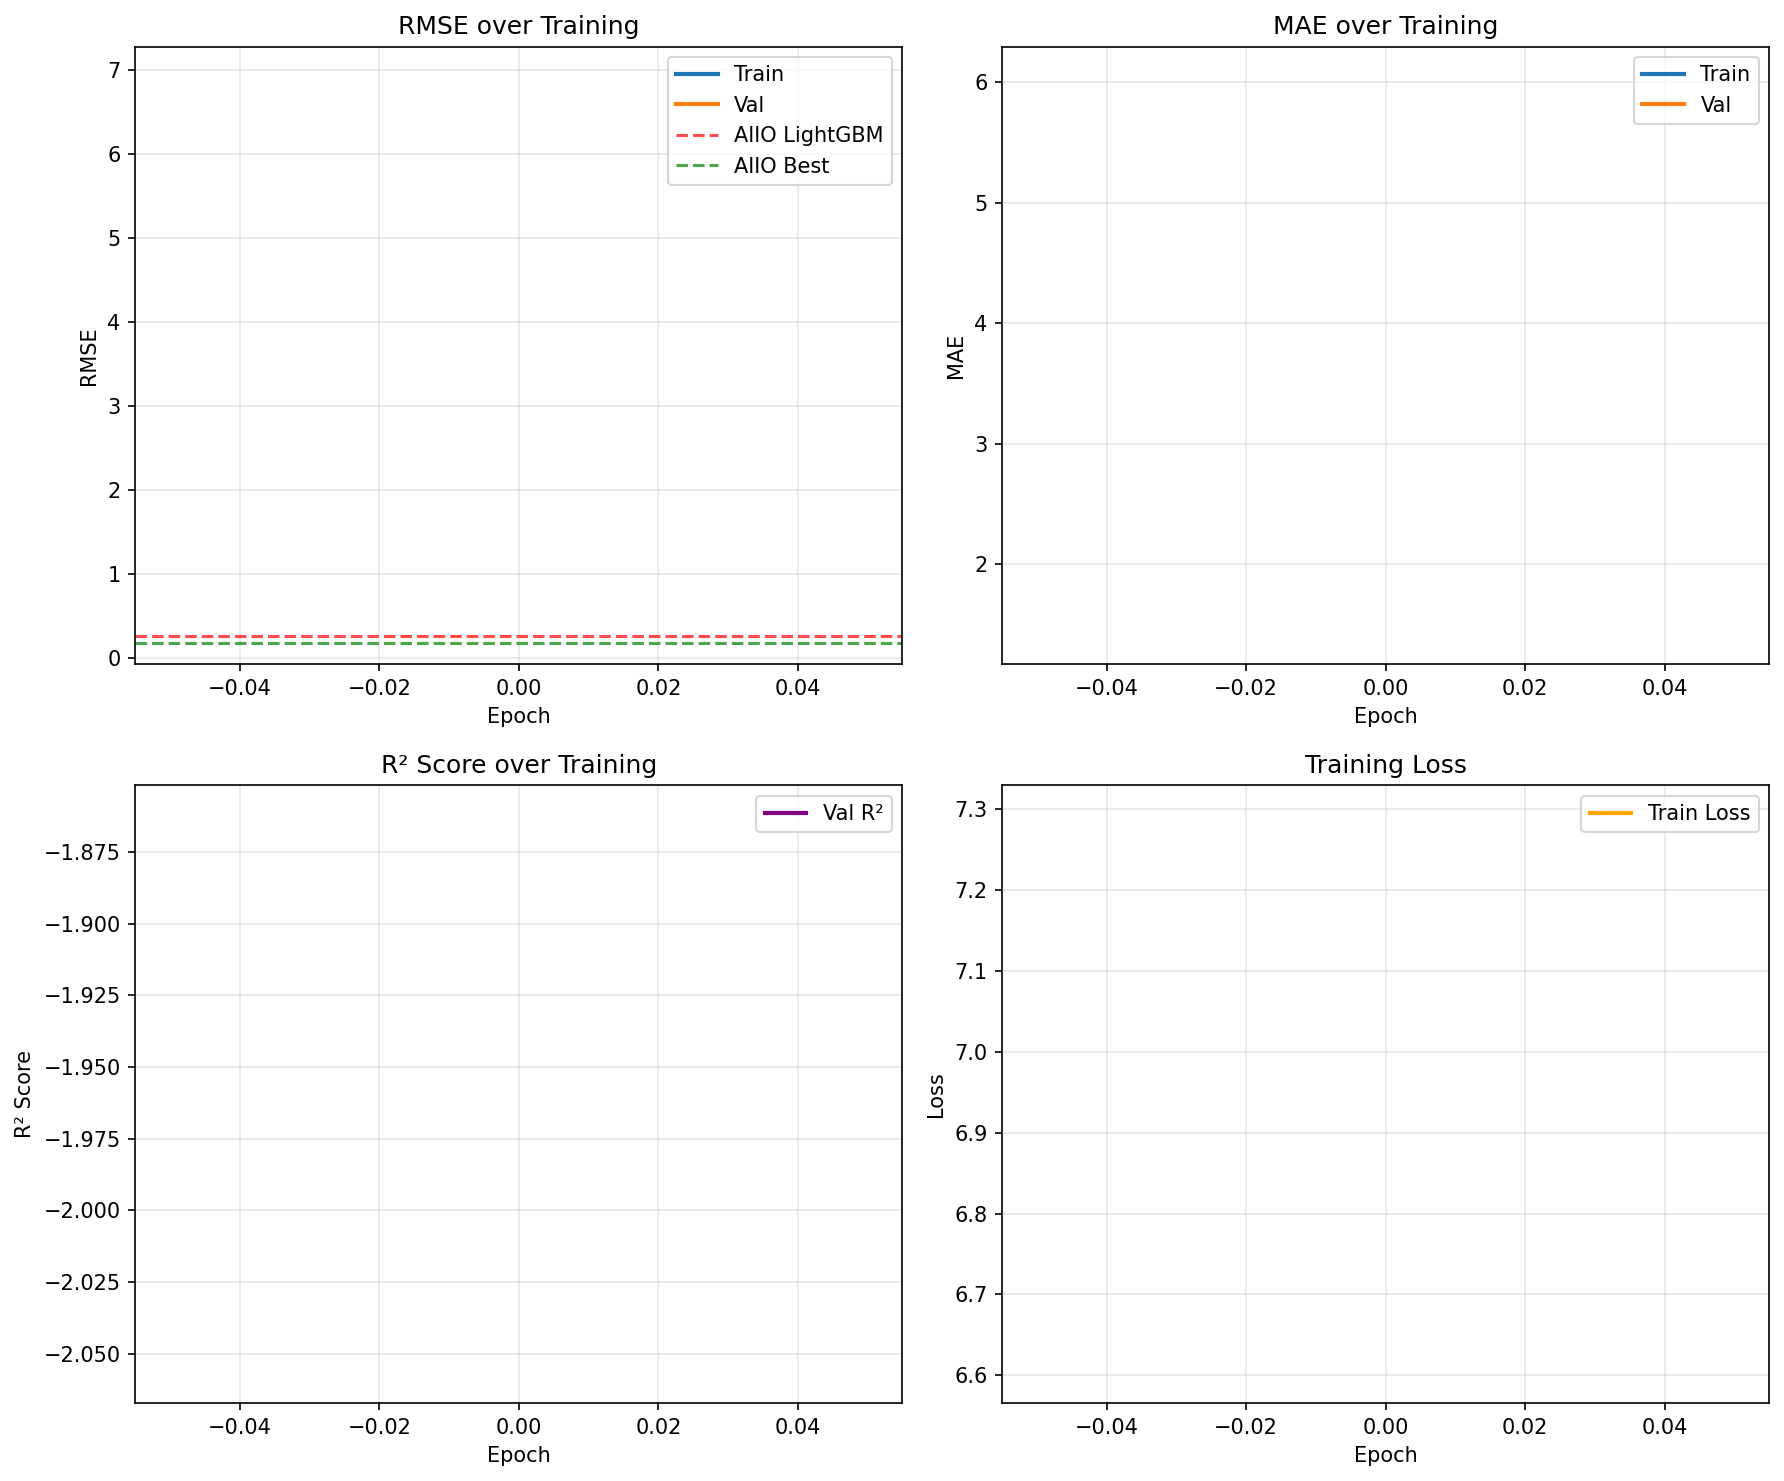 RMSE over Training
7
6
5
4
3
2
1
0
RMSE
Train
Val
AIIO LightGBM
AIIO Best
−0.04 −0.02 0.00 0.02 0.04
Epoch
MAE over Training
6
5
4
3
2
MAE
Train
Val
−0.04 −0.02 0.00 0.02 0.04
Epoch
R² Score over Training
−1.875
−1.900
−1.925
−1.950
−1.975
−2.000
−2.025
−2.050
R² Score
Val R²
−0.04 −0.02 0.00 0.02 0.04
Epoch
Training Loss
7.3
7.2
7.1
7.0
6.9
6.8
6.7
6.6
Loss
Train Loss
−0.04 −0.02 0.00 0.02 0.04
Epoch